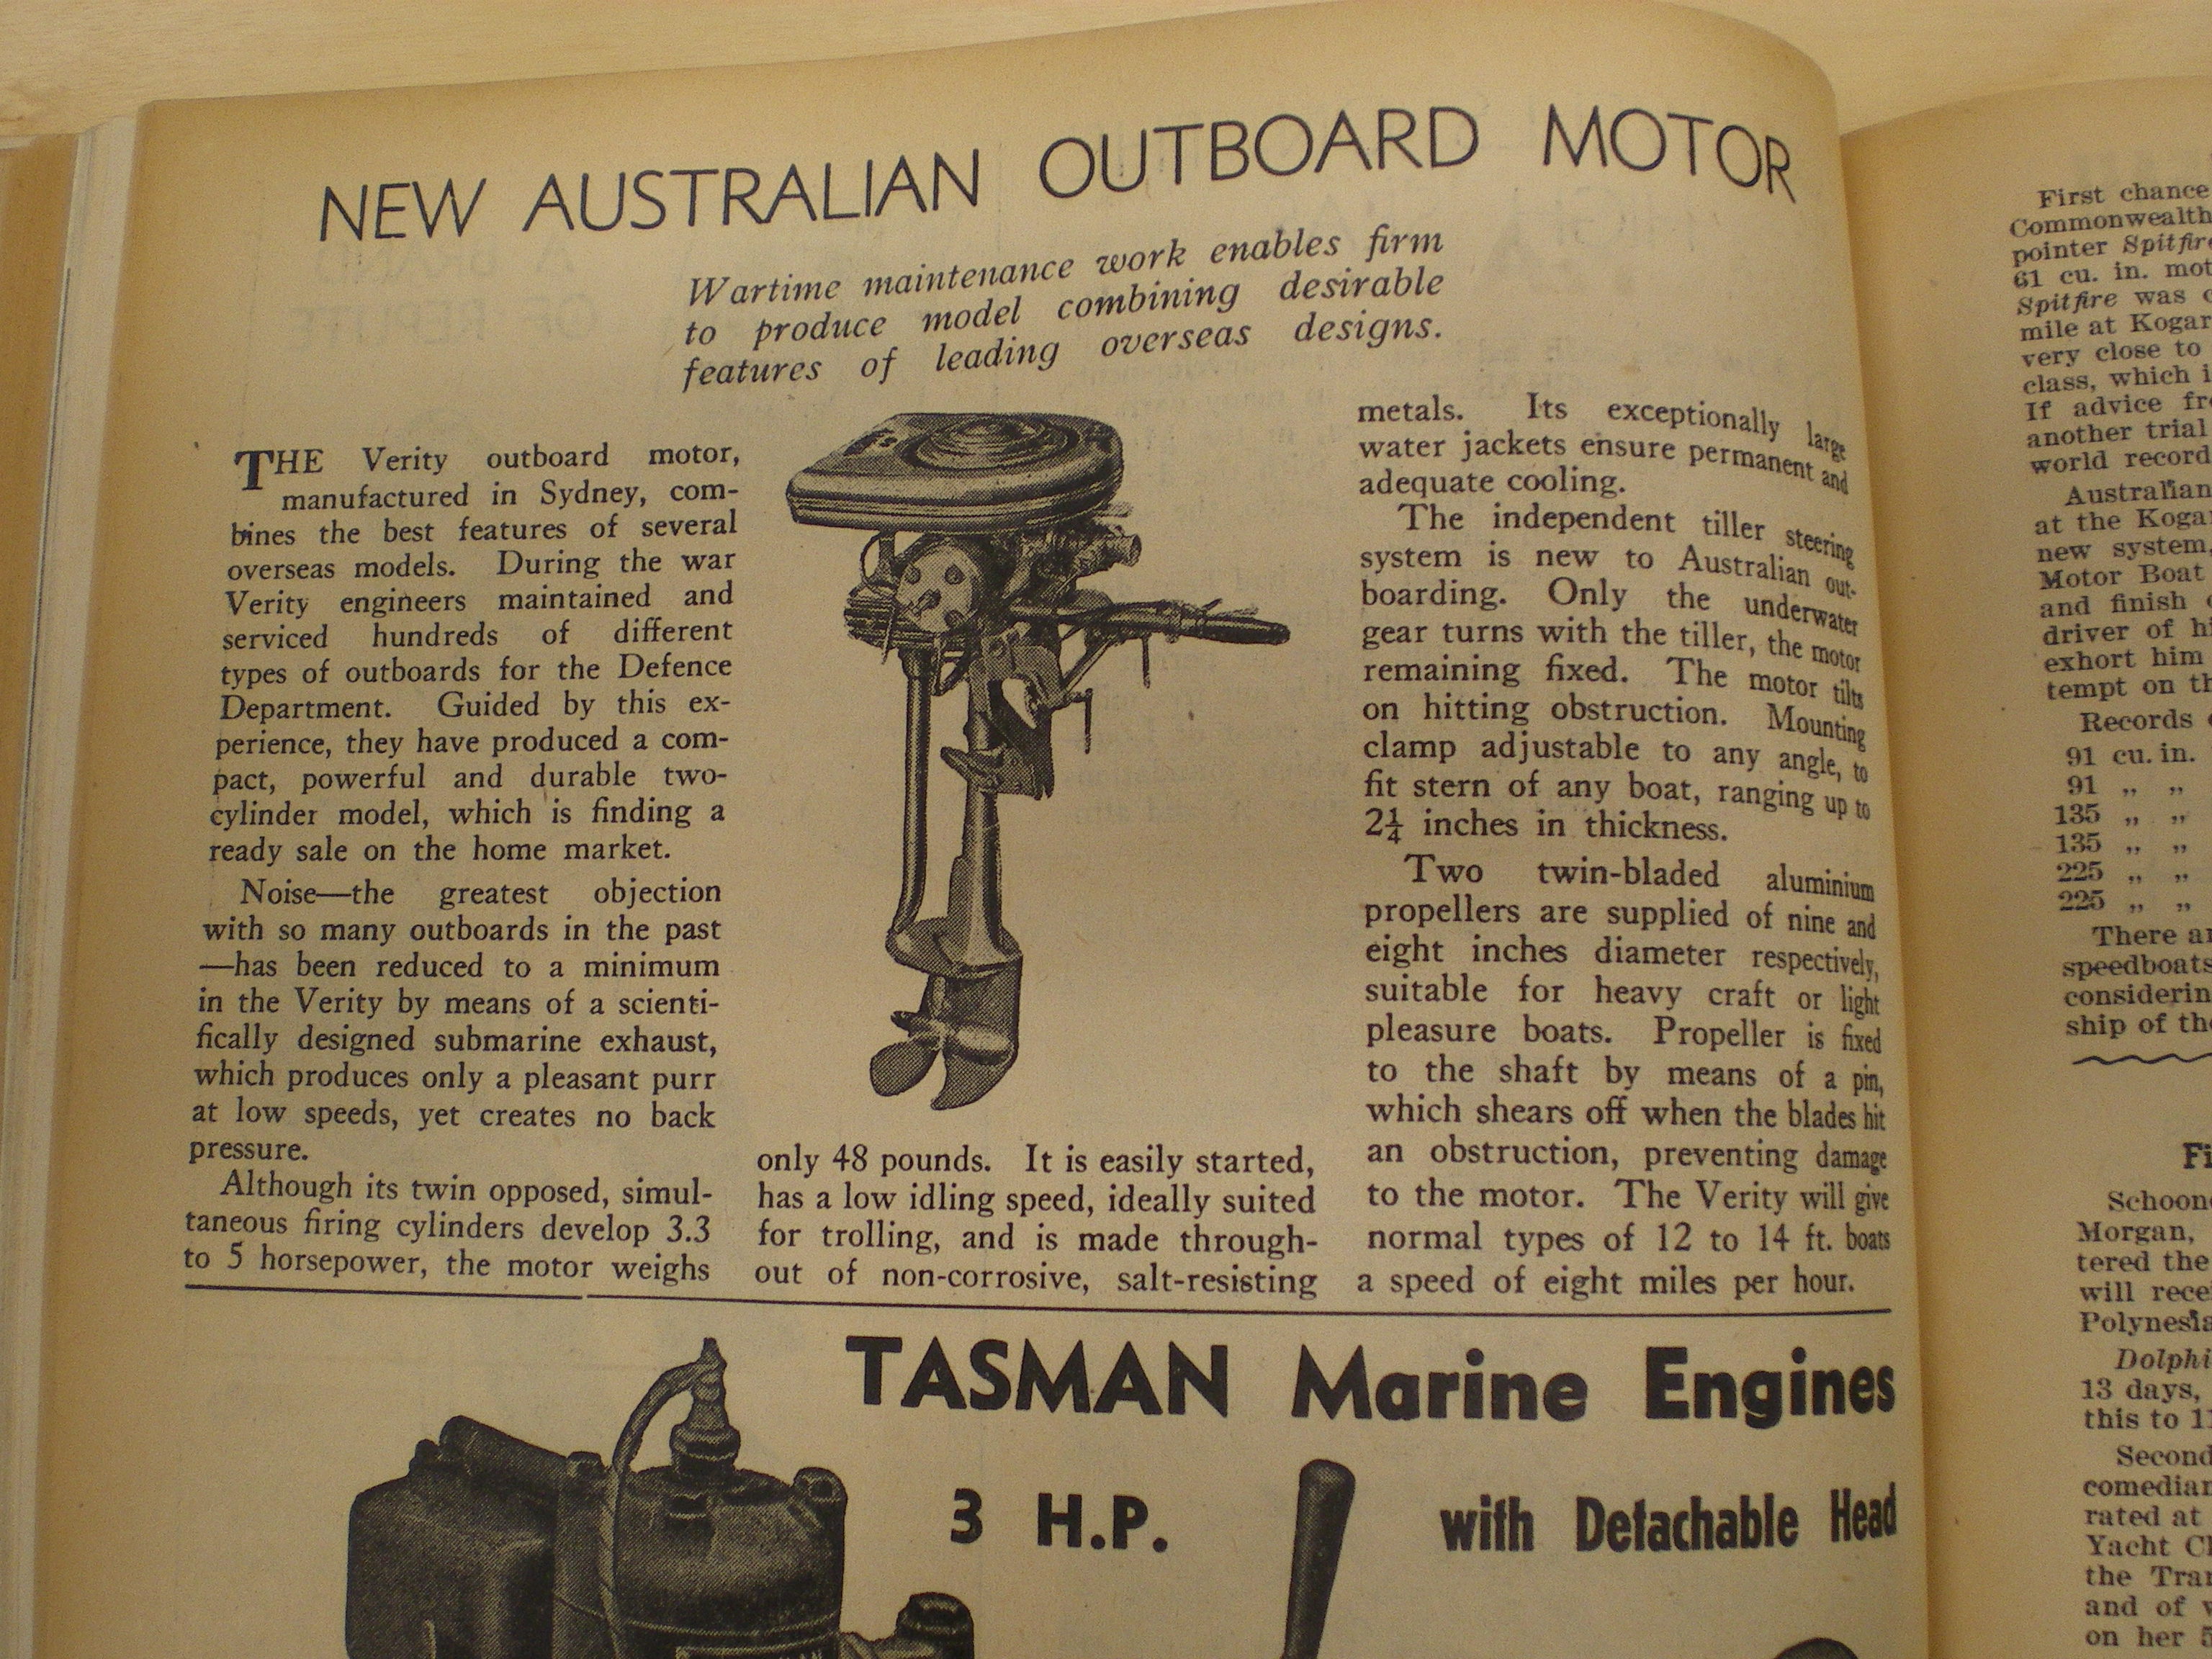 NEW AUSTRALIAN OUTBOARD MOTOR
Wartime maintenance work enables firm
to produce model combining desirable
features of leading overseas designs.
THE Verity outboard motor,
manufactured in Sydney, com-
bines the best features of several
overseas models. During the war
Verity engineers maintained and
serviced hundreds of different
types of outboards for the Defence
Department. Guided by this ex-
perience, they have produced a com-
pact, powerful and durable two-
cylinder model, which is finding a
ready sale on the home market.
Noise—the greatest objection
with so many outboards in the past
—has been reduced to a minimum
in the Verity by means of a scienti-
fically designed submarine exhaust,
which produces only a pleasant purr
at low speeds, yet creates no back
pressure.
Although its twin opposed, simul-
taneous firing cylinders develop 3.3
to 5 horsepower, the motor weighs
only 48 pounds. It is easily started,
has a low idling speed, ideally suited
for trolling, and is made through-
out of non-corrosive, salt-resisting
metals. Its exceptionally large
water jackets ensure permanent and
adequate cooling.
The independent tiller steering
system is new to Australian out-
boarding. Only the underwater
gear turns with the tiller, the motor
remaining fixed. The motor tilts
on hitting obstruction. Mounting
clamp adjustable to any angle, to
fit stern of any boat, ranging up to
2¼ inches in thickness.
Two twin-bladed aluminium
propellers are supplied of nine and
eight inches diameter respectively,
suitable for heavy craft or light
pleasure boats. Propeller is fixed
to the shaft by means of a pin,
which shears off when the blades hit
an obstruction, preventing damage
to the motor. The Verity will give
normal types of 12 to 14 ft. boats
a speed of eight miles per hour.
TASMAN Marine Engines
3 H.P. with Detachable Head
First chance
Commonwealth
pointer Spitfire
61 cu. in.
Spitfire was
mile at
very close to
class, which
If advice
another trial
world record
Australian
at the
new system,
Motor Boat
and finish
driver of
exhort him
tempt on
Records
91 cu. in.
91 „ „
135 „ „
135 „ „
225 „ „
225 „ „
There
speedboats
ship of
Morgan,
tered the
will
13 days,
this to
Second
rated at
Yacht
the
and of
on her